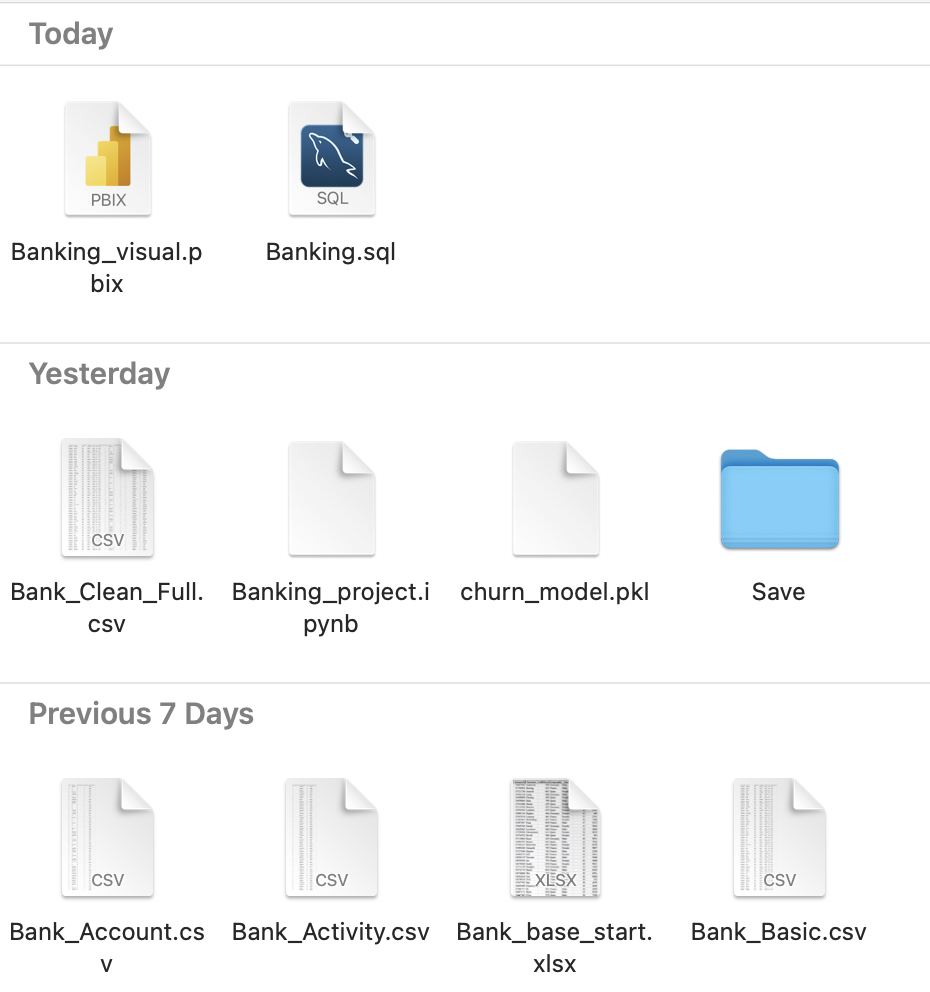 Today
PBIX
SQL
Banking_visual.p
bix
Banking.sql
Yesterday
CSV
Bank_Clean_Full.
csv
Banking_project.i
pynb
churn_model.pkl
Save
Previous 7 Days
CSV
CSV
XLSX
CSV
Bank_Account.cs
v
Bank_Activity.csv
Bank_base_start.
xlsx
Bank_Basic.csv